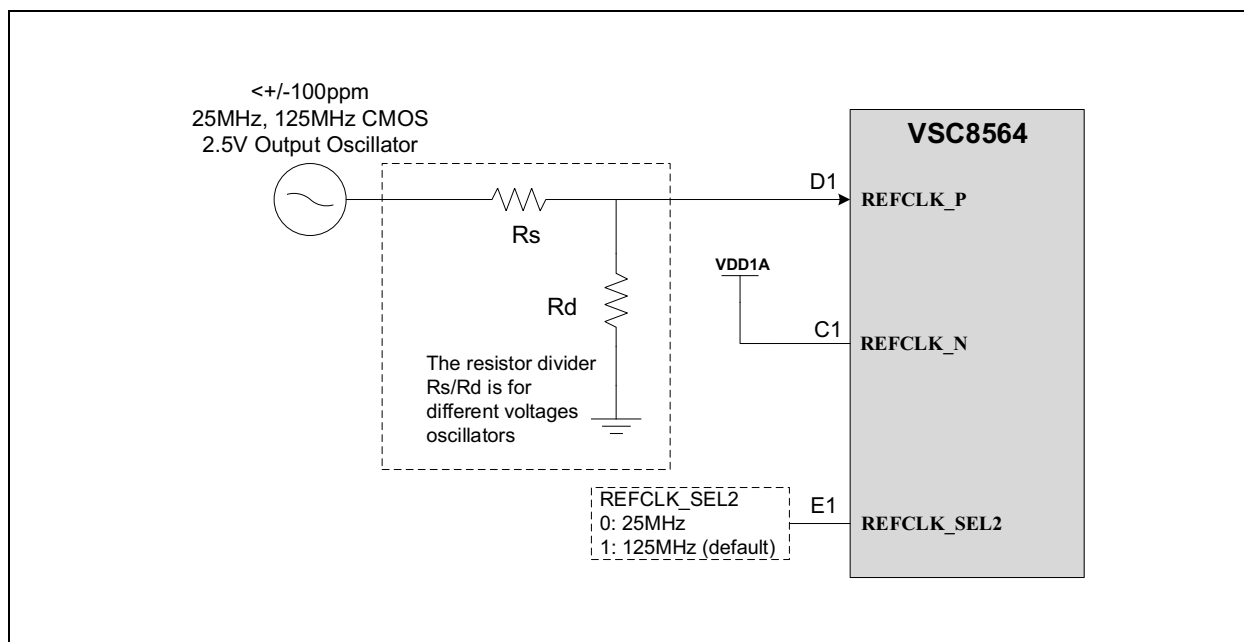 <+/-100ppm
25MHz, 125MHz CMOS
2.5V Output Oscillator
VSC8564
D1
REFCLK_P
Rs
VDD1A
Rd
C1
REFCLK_N
The resistor divider
Rs/Rd is for
different voltages
oscillators
REFCLK_SEL2
0: 25MHz
1: 125MHz (default)
E1
REFCLK_SEL2